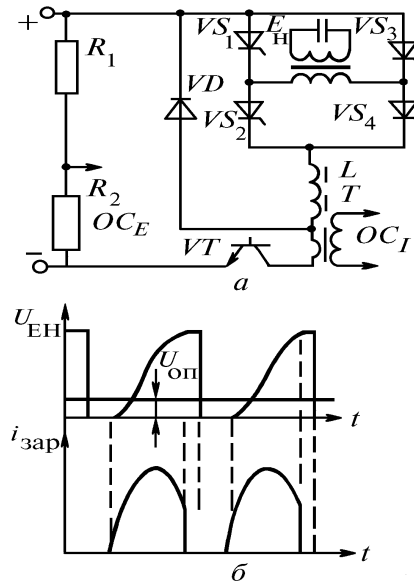 +
VS1
EН
VS3
R1
VD
VS2
VS4
R2
L
T
OCE
OCI
−
VT
а
UЕН
Uоп
t
iзар
t
б